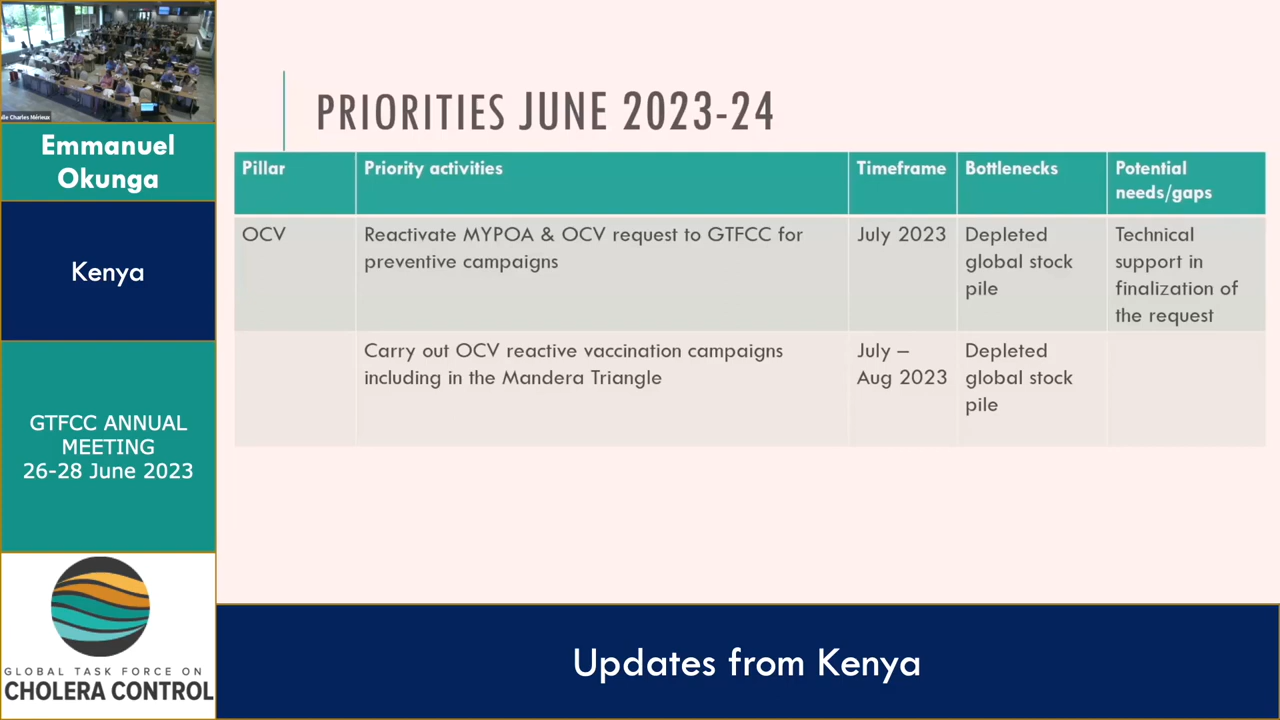 lle Charles Mérieux
Emmanuel
Okunga
Kenya
GTFCC ANNUAL
MEETING
26-28 June 2023
GLOBAL TASK FORCE ON
CHOLERA CONTROL
PRIORITIES JUNE 2023-24
Pillar
Priority activities
Timeframe
Bottlenecks
Potential
needs/gaps
OCV
Reactivate MYPOA & OCV request to GTFCC for
preventive campaigns
July 2023
Depleted
global stock
pile
Technical
support in
finalization of
the request
Carry out OCV reactive vaccination campaigns
including in the Mandera Triangle
July –
Aug 2023
Depleted
global stock
pile
Updates from Kenya